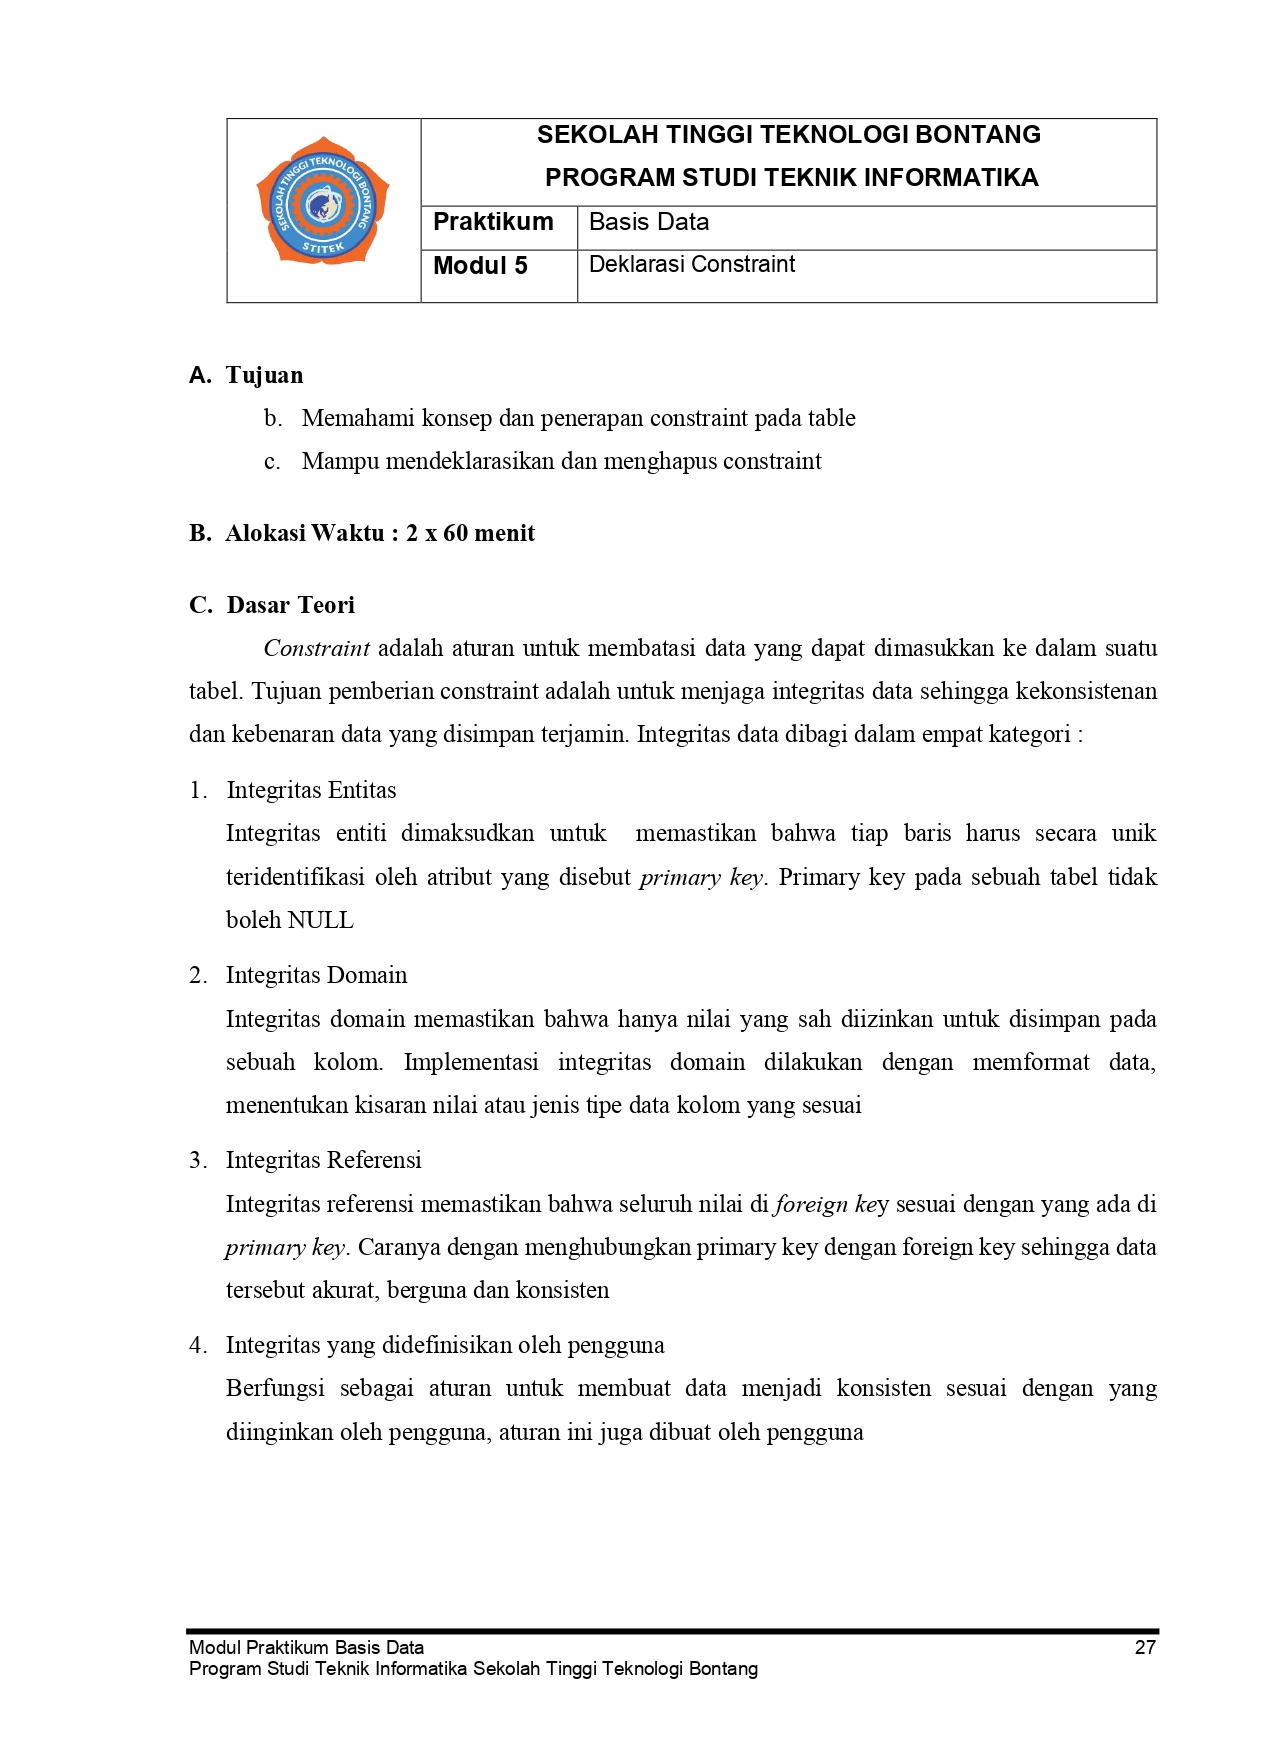 SEKOLAH TINGGI TEKNOLOGI BONTANG
STITEK
SEKOLAH TINGGI TEKNOLOGI BONTANG
PROGRAM STUDI TEKNIK INFORMATIKA
Praktikum Basis Data
Modul 5 Deklarasi Constraint
A. Tujuan
b. Memahami konsep dan penerapan constraint pada table
c. Mampu mendeklarasikan dan menghapus constraint
B. Alokasi Waktu : 2 x 60 menit
C. Dasar Teori
Constraint adalah aturan untuk membatasi data yang dapat dimasukkan ke dalam suatu
tabel. Tujuan pemberian constraint adalah untuk menjaga integritas data sehingga kekonsistenan
dan kebenaran data yang disimpan terjamin. Integritas data dibagi dalam empat kategori :
1. Integritas Entitas
Integritas entiti dimaksudkan untuk memastikan bahwa tiap baris harus secara unik
teridentifikasi oleh atribut yang disebut primary key. Primary key pada sebuah tabel tidak
boleh NULL
2. Integritas Domain
Integritas domain memastikan bahwa hanya nilai yang sah diizinkan untuk disimpan pada
sebuah kolom. Implementasi integritas domain dilakukan dengan memformat data,
menentukan kisaran nilai atau jenis tipe data kolom yang sesuai
3. Integritas Referensi
Integritas referensi memastikan bahwa seluruh nilai di foreign key sesuai dengan yang ada di
primary key. Caranya dengan menghubungkan primary key dengan foreign key sehingga data
tersebut akurat, berguna dan konsisten
4. Integritas yang didefinisikan oleh pengguna
Berfungsi sebagai aturan untuk membuat data menjadi konsisten sesuai dengan yang
diinginkan oleh pengguna, aturan ini juga dibuat oleh pengguna
Modul Praktikum Basis Data 27
Program Studi Teknik Informatika Sekolah Tinggi Teknologi Bontang